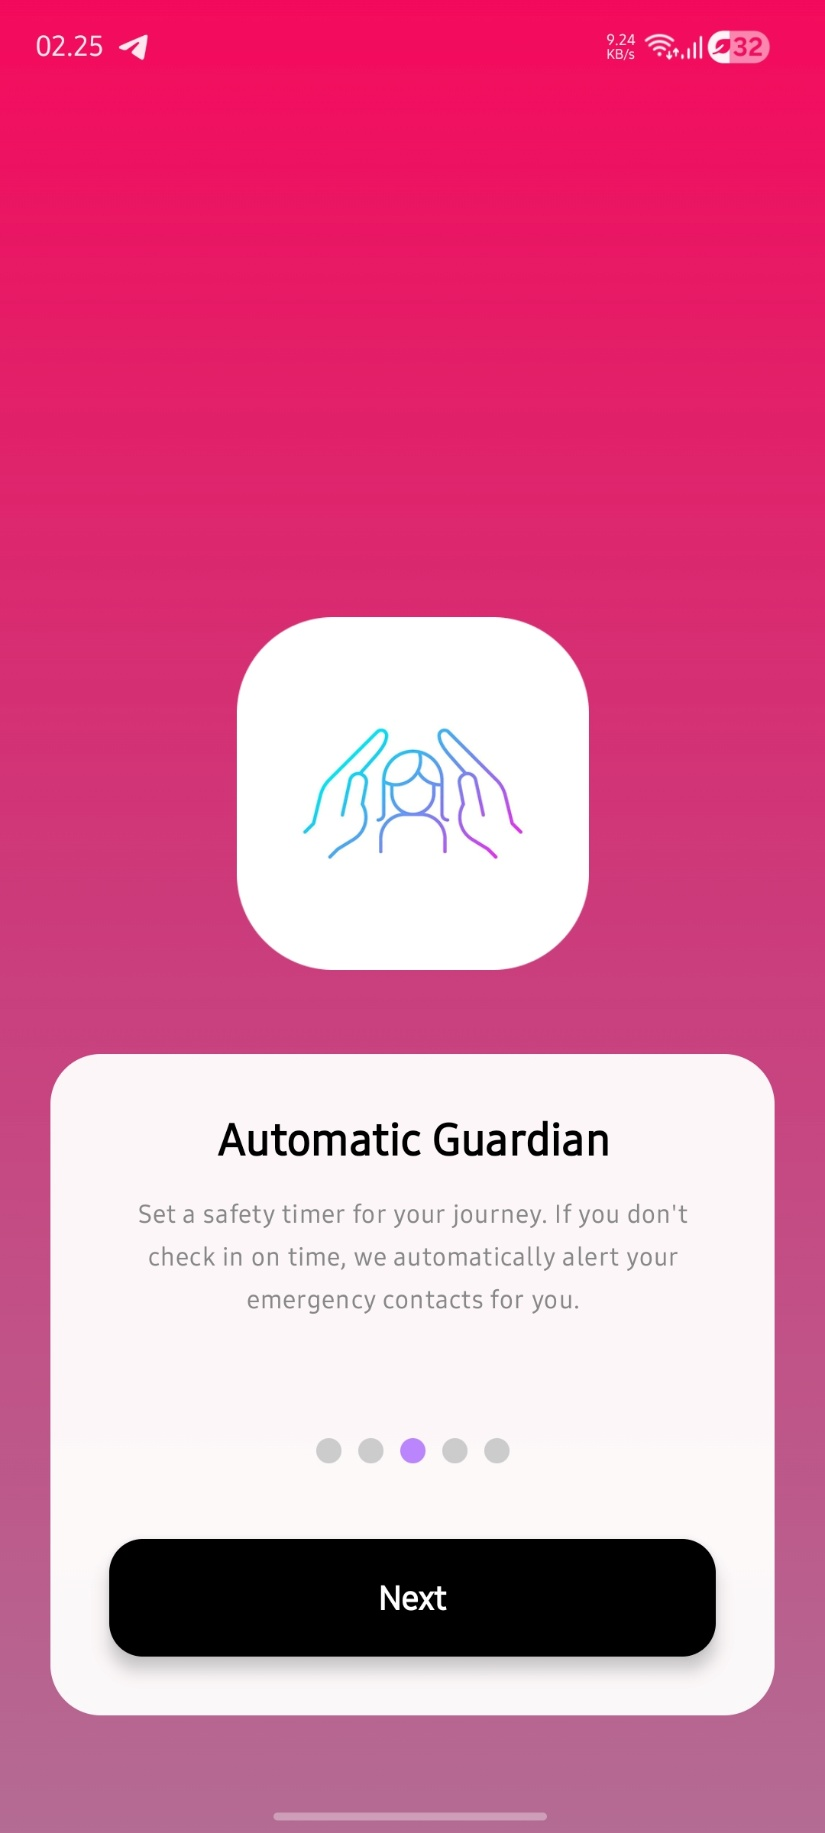 02.25
9.24
KB/s
32
Automatic Guardian
Set a safety timer for your journey. If you don't
check in on time, we automatically alert your
emergency contacts for you.
Next